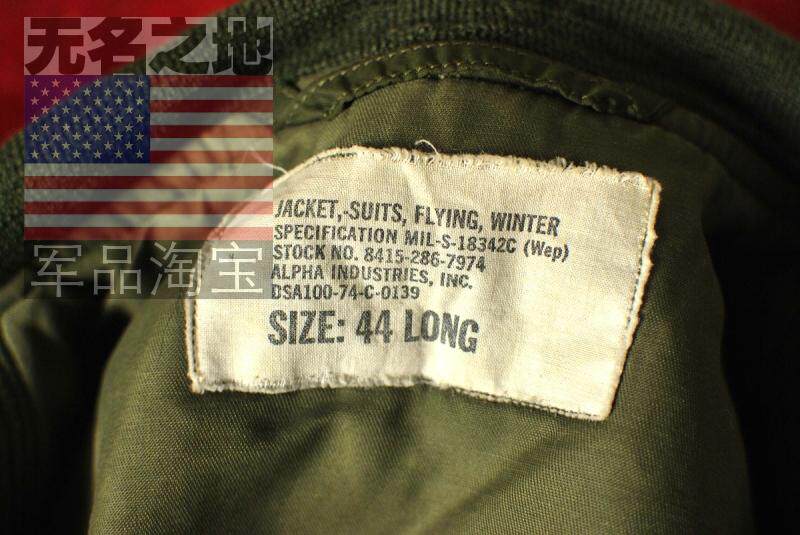 无名之地
军品淘宝
JACKET,-SUITS, FLYING, WINTER
SPECIFICATION MIL-S-18342C (Wep)
STOCK NO. 8415-286-7974
ALPHA INDUSTRIES, INC.
DSA100-74-C-0139
SIZE: 44 LONG